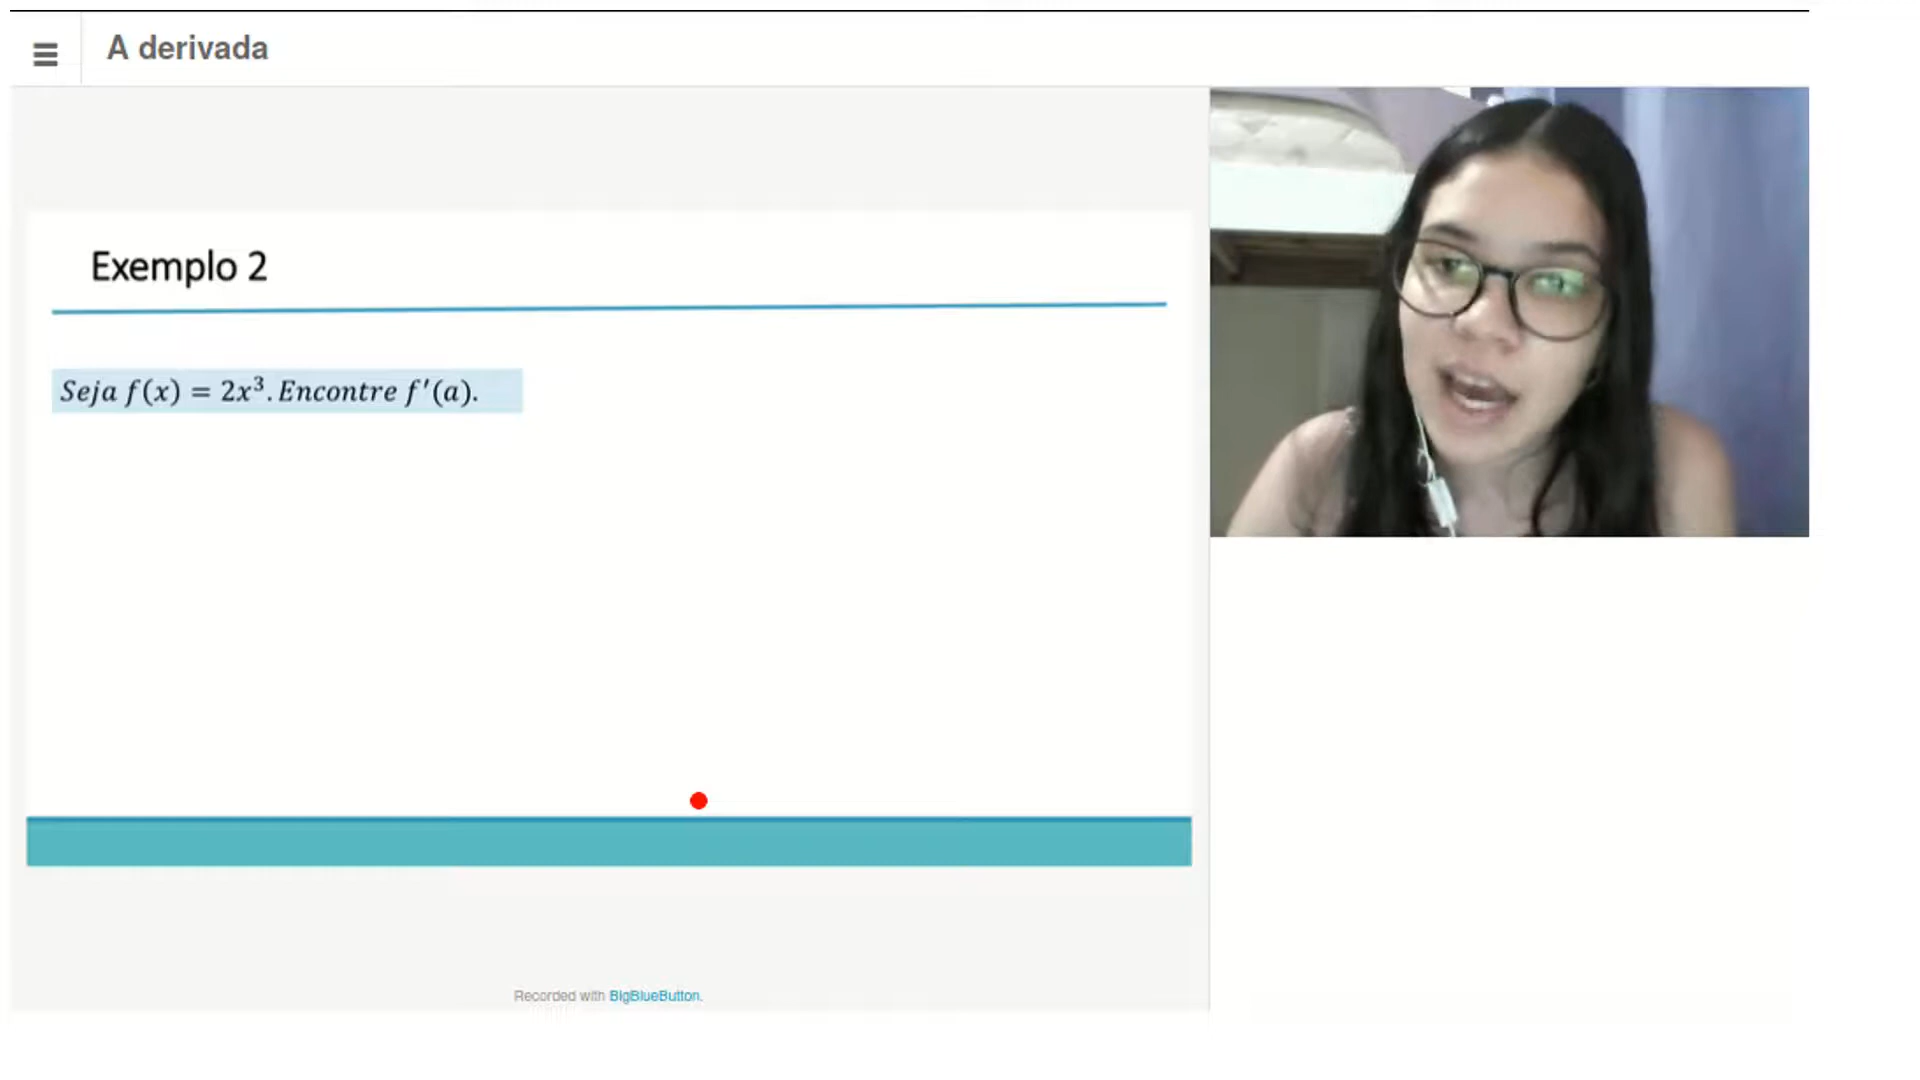 A derivada
Exemplo 2
Seja f(x) = 2x³. Encontre f′(a).
Recorded with BigBlueButton.